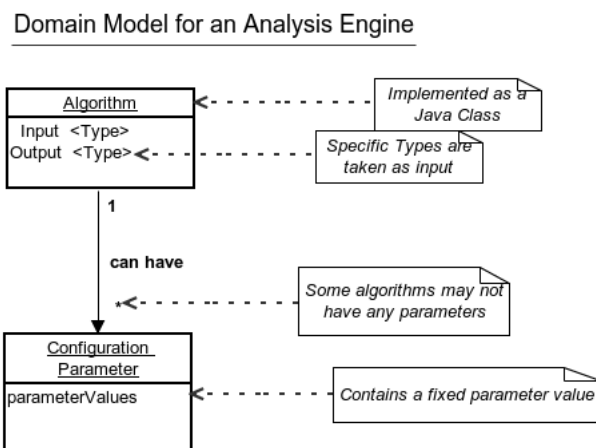 Domain Model for an Analysis Engine
Algorithm
Implemented as a
Java Class
Input <Type>
Output <Type>
Specific Types are
taken as input
1
can have
*
Some algorithms may not
have any parameters
Configuration
Parameter
parameterValues
Contains a fixed parameter value